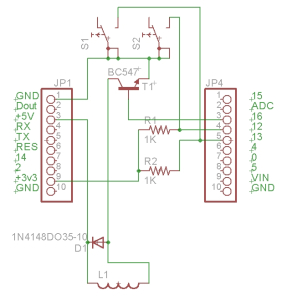 S1
S2
BC547
T1
JP1
JP4
GND
1
Dout
2
+5V
3
RX
4
TX
5
RES
6
14
7
2
8
+3v3
9
GND
10
1
15
2
ADC
3
16
4
12
5
13
6
4
7
0
8
5
9
VIN
10
GND
R1
1K
R2
1K
1N4148DO35-10
D1
L1